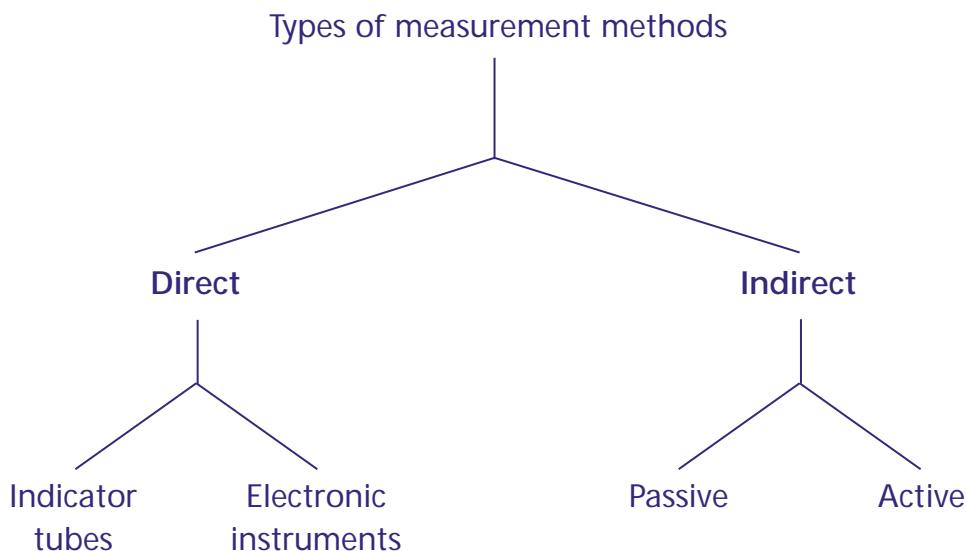 Types of measurement methods
Direct
Indirect
Indicator
tubes
Electronic
instruments
Passive
Active